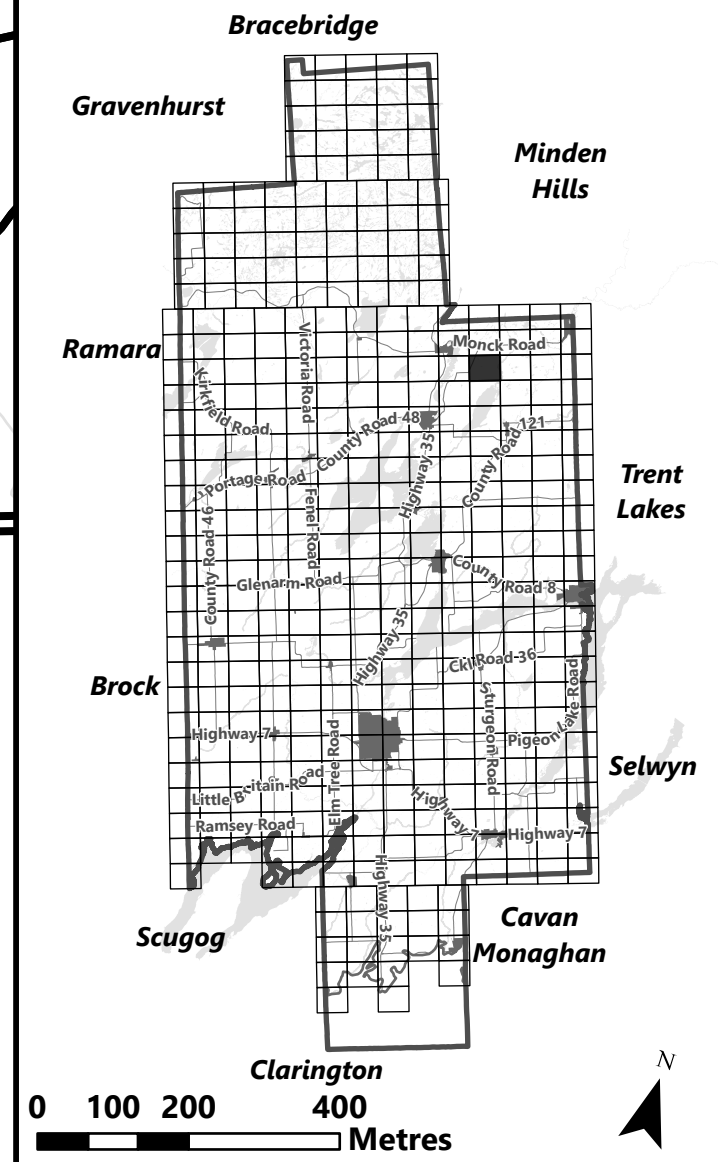 Bracebridge
Gravenhurst
Minden
Hills
Ramara
Monck Road
Victoria Road
Kirkfield Road
County Road 48
County Road 121
Highway 35
Portage Road
Trent
Lakes
Fenel Road
County Road 46
Glenarm Road
County Road 8
Highway 35
Ckl Road 36
Brock
Sturgeon Road
Pigeon Lake Road
Highway 7
Elm Tree Road
Selwyn
Little Britain Road
Ramsey Road
Highway 7
Highway 7
Highway 35
Scugog
Cavan
Monaghan
Clarington
N
0 100 200 400
Metres